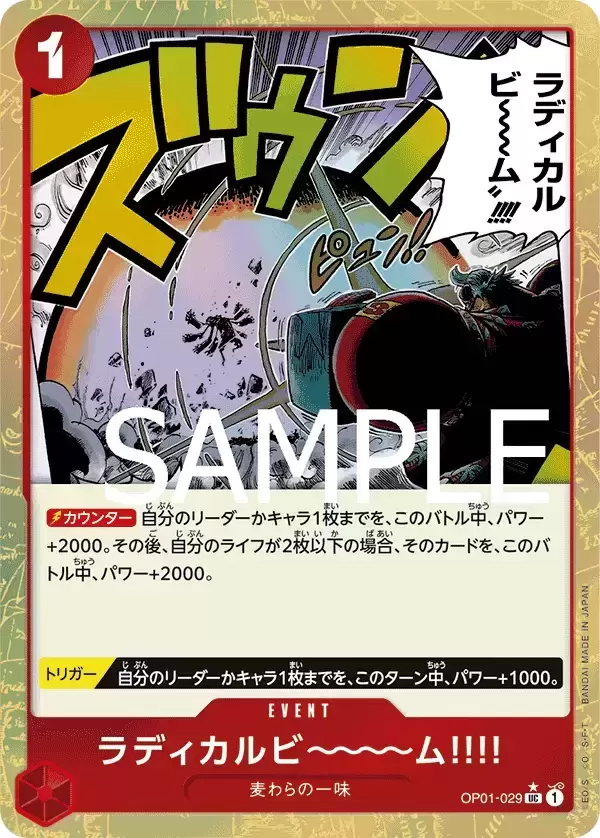 1
ズウン
ラディカル
ビ~~~ム!!!!
ピュン!!
SAMPLE
カウンター 自分のリーダーかキャラ1枚までを、このバトル中、パワー
+2000。その後、自分のライフが2枚以下の場合、そのカードを、このバ
トル中、パワー+2000。
トリガー 自分のリーダーかキャラ1枚までを、このターン中、パワー+1000。
EVENT
ラディカルビ~~~~ム!!!!
麦わらの一味
OP01-029 UC 1
BANDAI MADE IN JAPAN